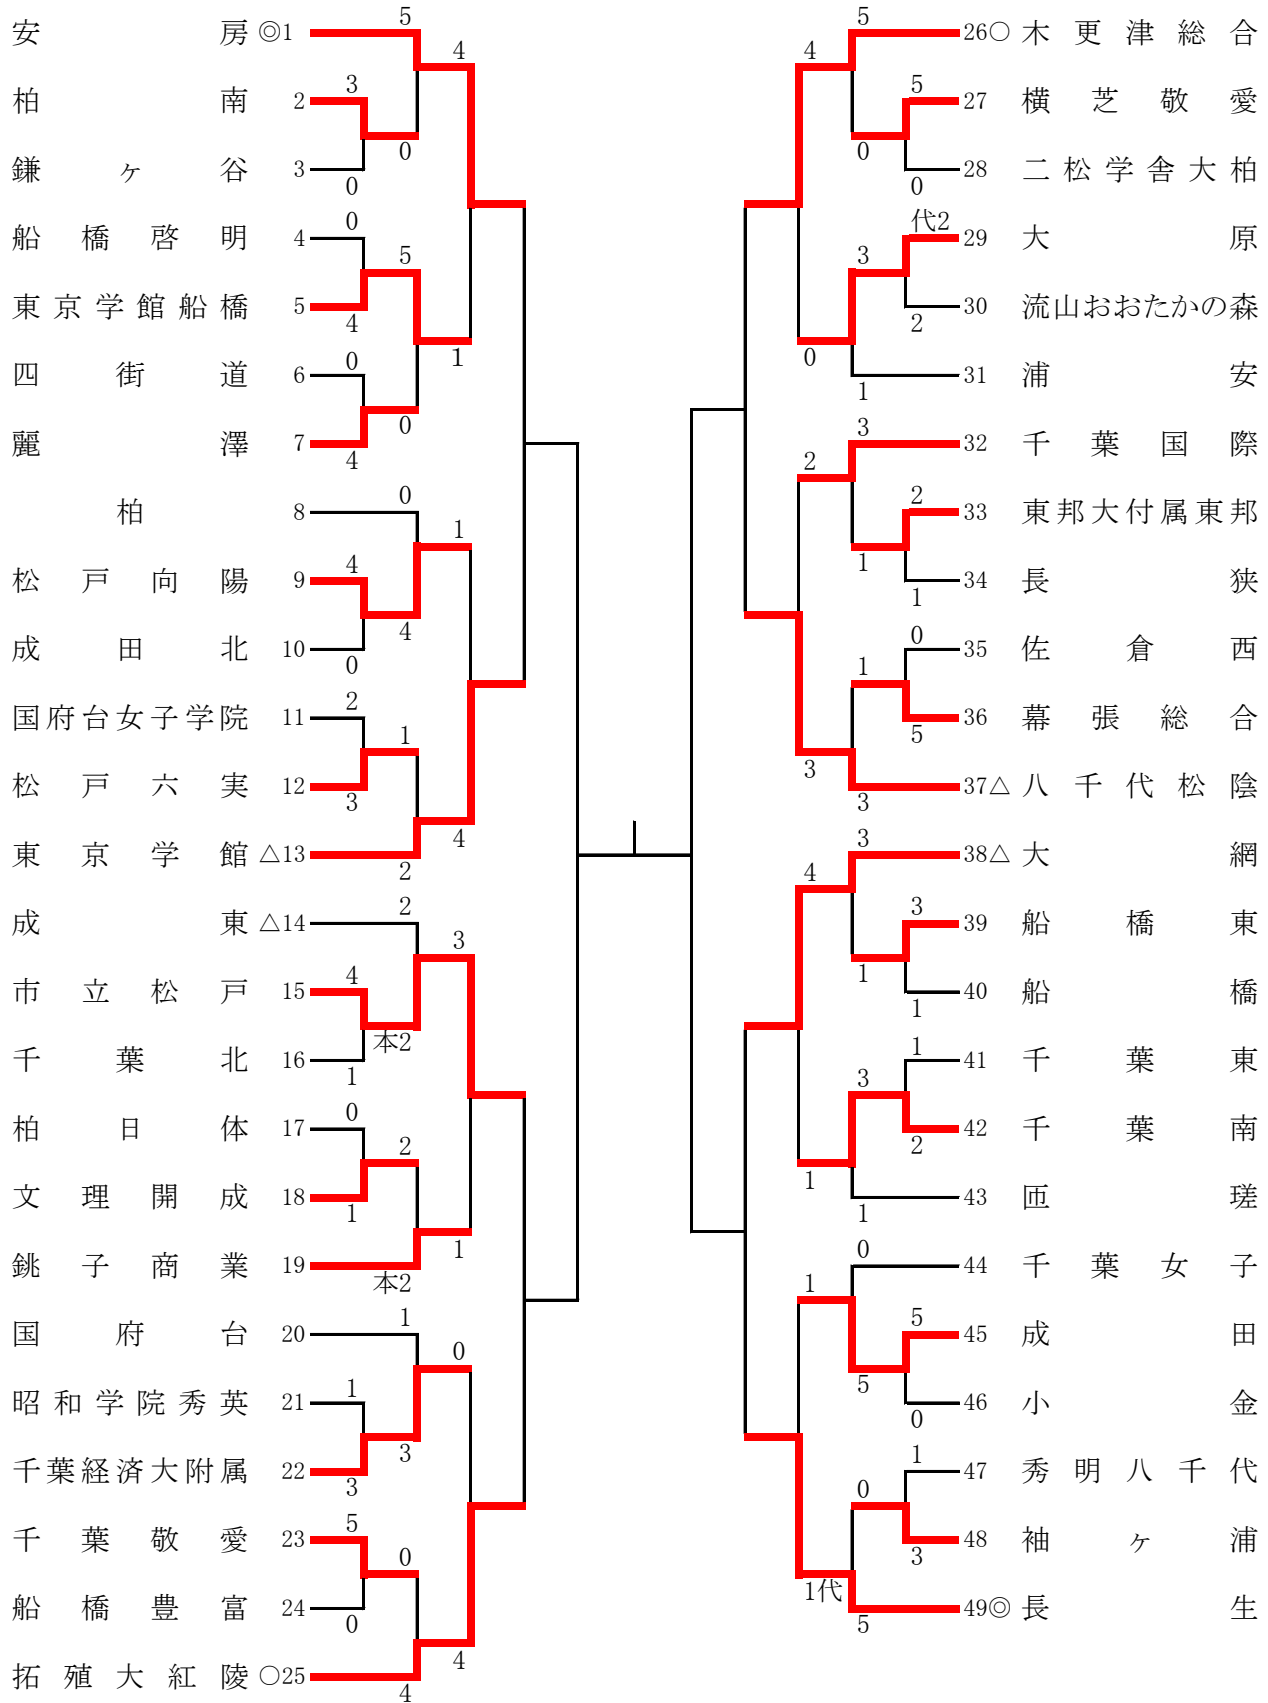 安房 ◎1
柏南 2
鎌ヶ谷 3
船橋啓明 4
東京学館船橋 5
四街道 6
麗澤 7
柏 8
松戸向陽 9
成田北 10
国府台女子学院 11
松戸六実 12
東京学館 △13
成東 △14
市立松戸 15
千葉北 16
柏日体 17
文理開成 18
銚子商業 19
国府台 20
昭和学院秀英 21
千葉経済大附属 22
千葉敬愛 23
船橋豊富 24
拓殖大紅陵 ○25
5
3
0
0
4
0
4
0
4
0
2
3
2
2
4
1
0
1
本2
1
1
3
5
0
4
0
5
0
4
1
本2
2
3
0
4
1
1
4
3
1
0
4
26○ 木更津総合
27 横芝敬愛
28 二松学舎大柏
29 大原
30 流山おおたかの森
31 浦安
32 千葉国際
33 東邦大付属東邦
34 長狭
35 佐倉西
36 幕張総合
37△ 八千代松陰
38△ 大網
39 船橋東
40 船橋
41 千葉東
42 千葉南
43 匝瑳
44 千葉女子
45 成田
46 小金
47 秀明八千代
48 袖ヶ浦
49◎ 長生
5
5
0
代2
2
1
3
2
1
0
5
3
3
3
1
1
2
1
0
5
0
1
3
5
0
3
1
1
1
3
5
0
4
0
2
3
4
1
1
1代